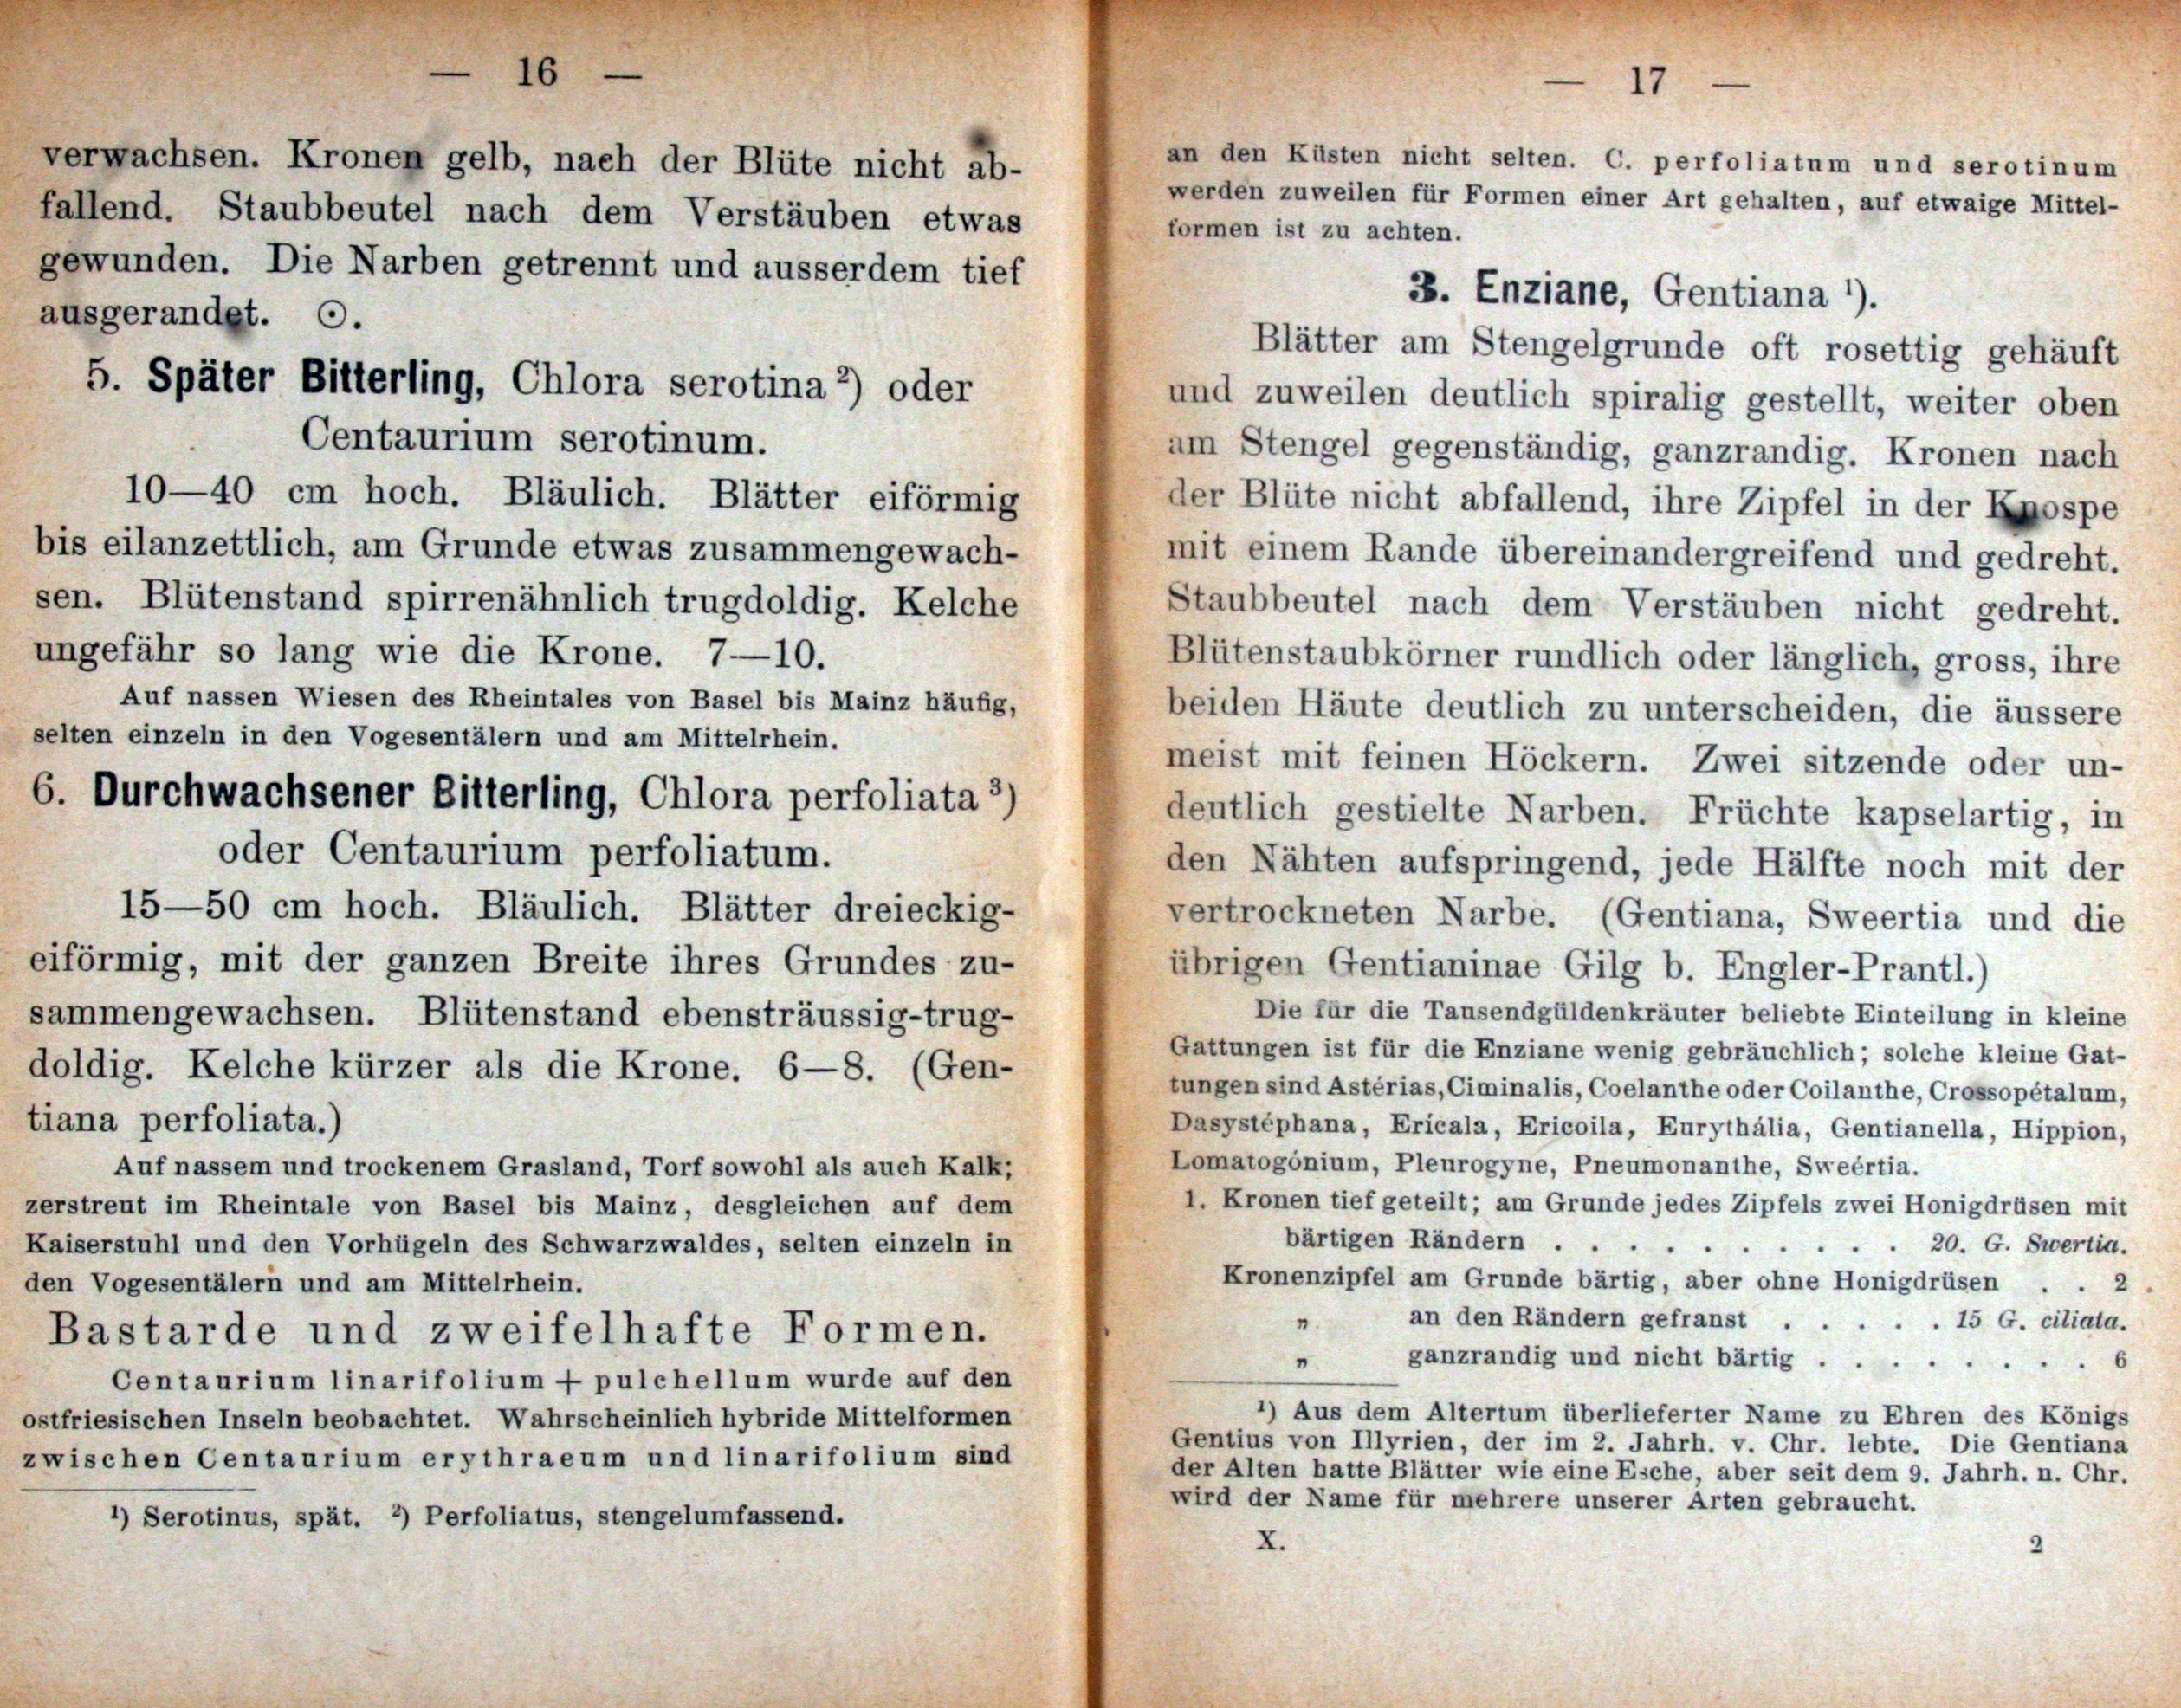 — 16 —
verwachsen. Kronen gelb, nach der Blüte nicht ab-
fallend. Staubbeutel nach dem Verstäuben etwas
gewunden. Die Narben getrennt und ausserdem tief
ausgerandet. ⊙.
5. Später Bitterling, Chlora serotina ²) oder
Centaurium serotinum.
10—40 cm hoch. Bläulich. Blätter eiförmig
bis eilanzettlich, am Grunde etwas zusammengewach-
sen. Blütenstand spirrenähnlich trugdoldig. Kelche
ungefähr so lang wie die Krone. 7—10.
Auf nassen Wiesen des Rheintales von Basel bis Mainz häufig,
selten einzeln in den Vogesentälern und am Mittelrhein.
6. Durchwachsener Bitterling, Chlora perfoliata ³)
oder Centaurium perfoliatum.
15—50 cm hoch. Bläulich. Blätter dreieckig-
eiförmig, mit der ganzen Breite ihres Grundes zu-
sammengewachsen. Blütenstand ebensträussig-trug-
doldig. Kelche kürzer als die Krone. 6—8. (Gen-
tiana perfoliata.)
Auf nassem und trockenem Grasland, Torf sowohl als auch Kalk;
zerstreut im Rheintale von Basel bis Mainz, desgleichen auf dem
Kaiserstuhl und den Vorhügeln des Schwarzwaldes, selten einzeln in
den Vogesentälern und am Mittelrhein.
Bastarde und zweifelhafte Formen.
Centaurium linarifolium + pulchellum wurde auf den
ostfriesischen Inseln beobachtet. Wahrscheinlich hybride Mittelformen
zwischen Centaurium erythraeum und linarifolium sind
¹) Serotinus, spät. ²) Perfoliatus, stengelumfassend.
— 17 —
an den Küsten nicht selten. C. perfoliatum und serotinum
werden zuweilen für Formen einer Art gehalten, auf etwaige Mittel-
formen ist zu achten.
3. Enziane, Gentiana ¹).
Blätter am Stengelgrunde oft rosettig gehäuft
und zuweilen deutlich spiralig gestellt, weiter oben
am Stengel gegenständig, ganzrandig. Kronen nach
der Blüte nicht abfallend, ihre Zipfel in der Knospe
mit einem Rande übereinandergreifend und gedreht.
Staubbeutel nach dem Verstäuben nicht gedreht.
Blütenstaubkörner rundlich oder länglich, gross, ihre
beiden Häute deutlich zu unterscheiden, die äussere
meist mit feinen Höckern. Zwei sitzende oder un-
deutlich gestielte Narben. Früchte kapselartig, in
den Nähten aufspringend, jede Hälfte noch mit der
vertrockneten Narbe. (Gentiana, Sweertia und die
übrigen Gentianinae Gilg b. Engler-Prantl.)
Die für die Tausendgüldenkräuter beliebte Einteilung in kleine
Gattungen ist für die Enziane wenig gebräuchlich; solche kleine Gat-
tungen sind Astérias, Ciminalis, Coelanthe oder Coilanthe, Crossopétalum,
Dasystéphana, Ericala, Ericoila, Eurythália, Gentianella, Hippion,
Lomatogónium, Pleurogyne, Pneumonanthe, Sweértia.
1. Kronen tief geteilt; am Grunde jedes Zipfels zwei Honigdrüsen mit
bärtigen Rändern . . . . . . . . . . . 20. G. Swertia.
Kronenzipfel am Grunde bärtig, aber ohne Honigdrüsen . . 2.
„ an den Rändern gefranst . . . . . . 15 G. ciliata.
„ ganzrandig und nicht bärtig . . . . . . . . . 6
¹) Aus dem Altertum überlieferter Name zu Ehren des Königs
Gentius von Illyrien, der im 2. Jahrh. v. Chr. lebte. Die Gentiana
der Alten hatte Blätter wie eine Esche, aber seit dem 9. Jahrh. n. Chr.
wird der Name für mehrere unserer Arten gebraucht.
X. 2